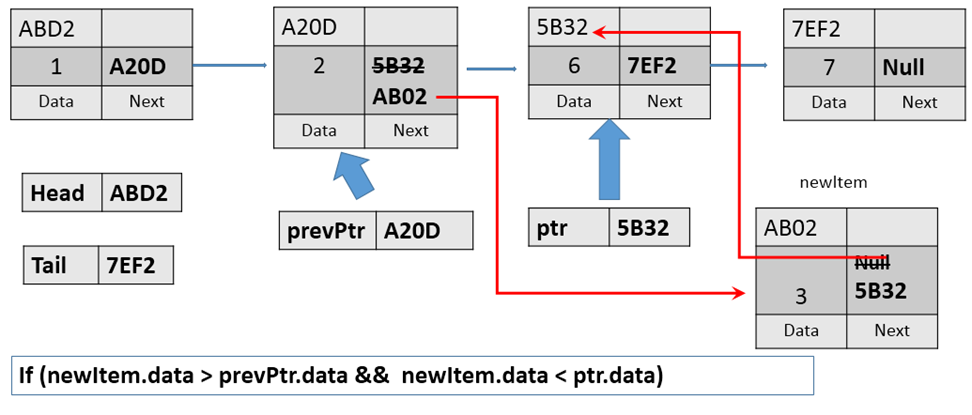 ABD2
1 A20D
Data Next
A20D
2 5B32
AB02
Data Next
5B32
6 7EF2
Data Next
7EF2
7 Null
Data Next
Head ABD2
Tail 7EF2
prevPtr A20D
ptr 5B32
newItem
AB02
Null
3 5B32
Data Next
If (newItem.data > prevPtr.data && newItem.data < ptr.data)